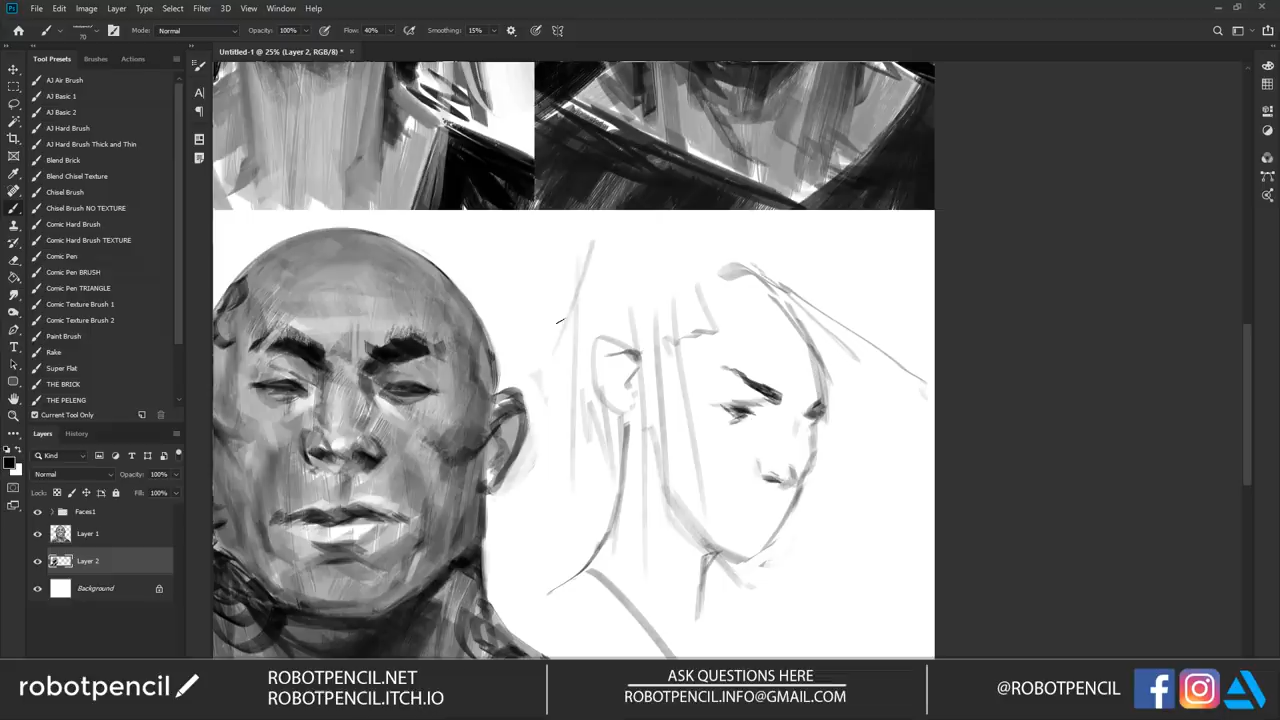 Ps File Edit Image Layer Type Select Filter 3D View Window Help
70 Mode: Normal Opacity: 100% Flow: 40% Smoothing: 15%
Untitled-1 @ 25% (Layer 2, RGB/8) * ×
Tool Presets Brushes Actions
AJ Air Brush
AJ Basic 1
AJ Basic 2
AJ Hard Brush
AJ Hard Brush Thick and Thin
Blend Brick
Blend Chisel Texture
Chisel Brush
Chisel Brush NO TEXTURE
Comic Hard Brush
Comic Hard Brush TEXTURE
Comic Pen
Comic Pen BRUSH
Comic Pen TRIANGLE
Comic Texture Brush 1
Comic Texture Brush 2
Paint Brush
Rake
Super Flat
THE BRICK
THE PELENG
Current Tool Only
Layers History
Kind
Normal Opacity: 100%
Lock: Fill: 100%
Faces1
Layer 1
Layer 2
Background
robotpencil
ROBOTPENCIL.NET
ROBOTPENCIL.ITCH.IO
ASK QUESTIONS HERE
ROBOTPENCIL.INFO@GMAIL.COM
@ROBOTPENCIL